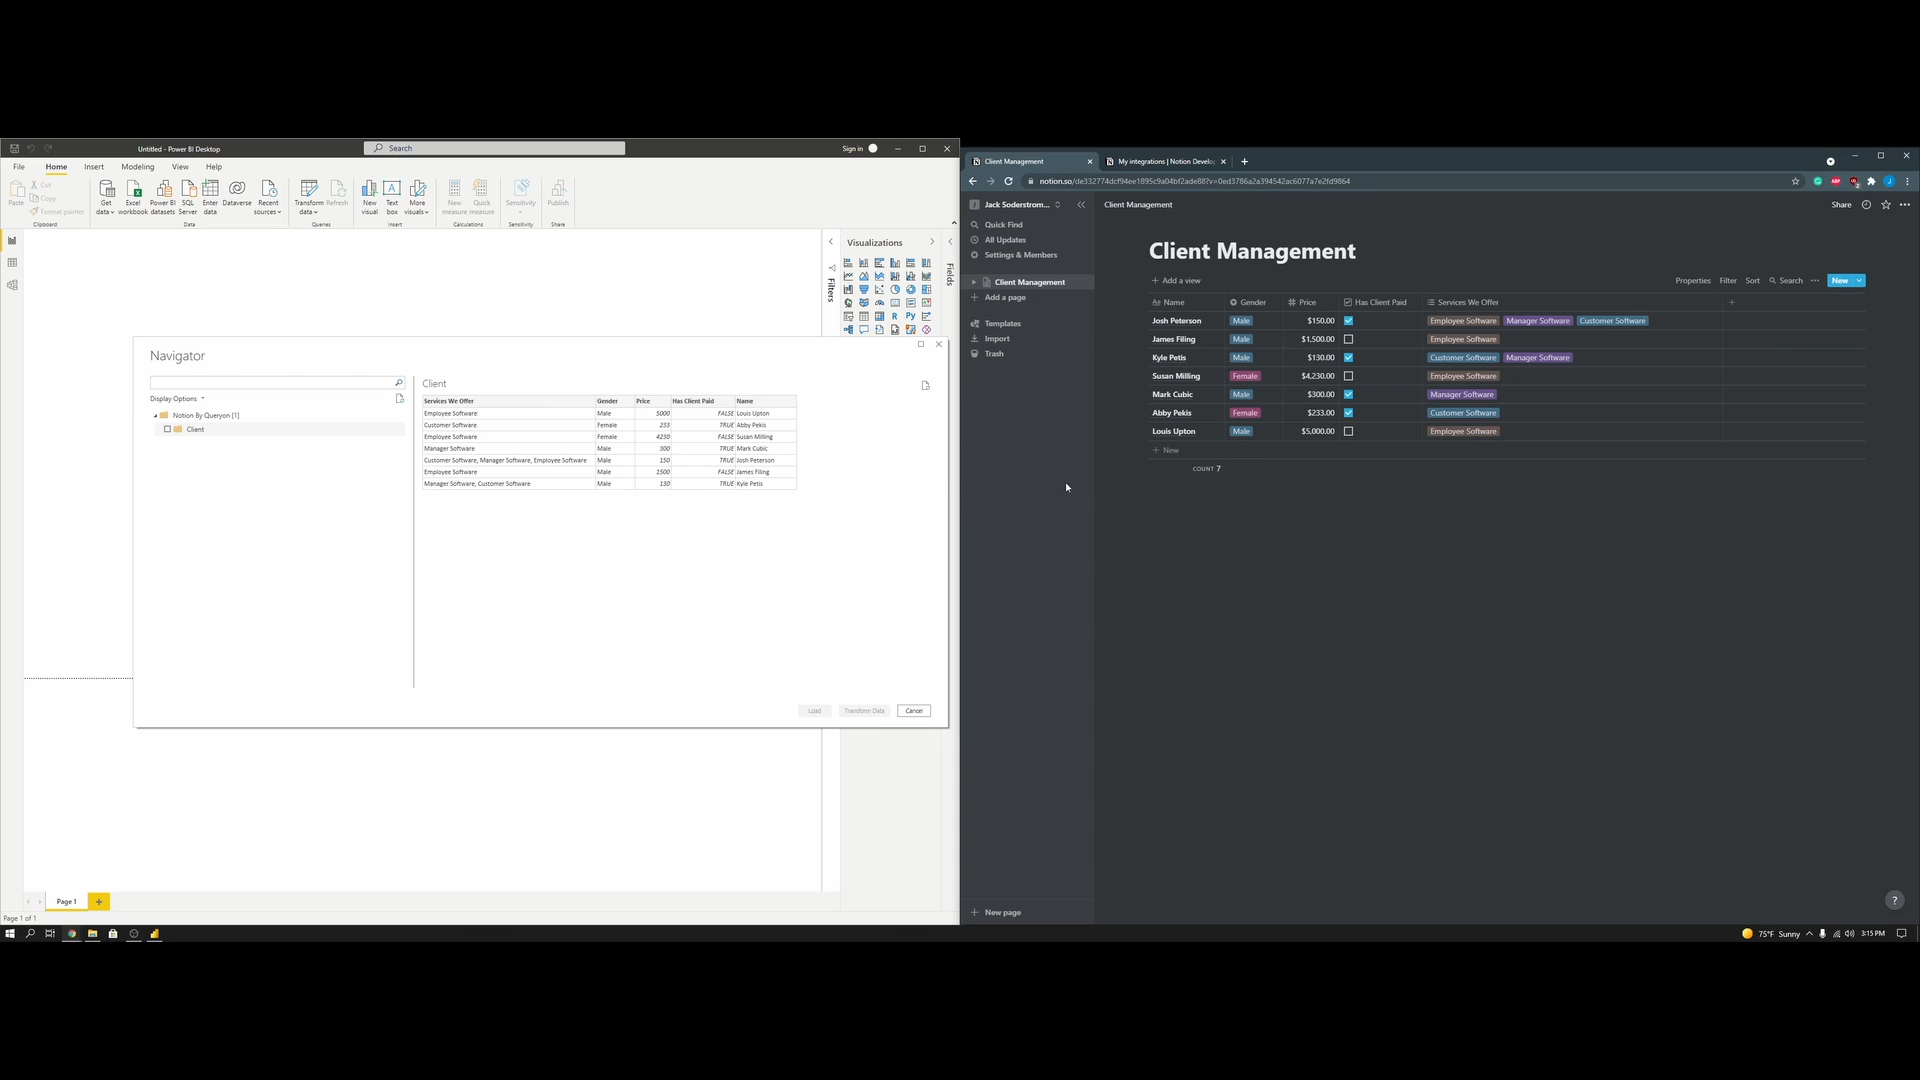 Untitled - Power BI Desktop
Search
Sign in
File Home Insert Modeling View Help
Paste
Cut
Copy
Format painter
Clipboard
Get data
Excel workbook
Power BI datasets
SQL Server
Enter data
Dataverse
Recent sources
Data
Transform data
Refresh
Queries
New visual
Text box
More visuals
Insert
New measure
Quick measure
Calculations
Sensitivity
Sensitivity
Publish
Share
Filters
Visualizations
Fields
R Py
Navigator
Display Options
Notion By Queryon [1]
Client
Client
Services We Offer Gender Price Has Client Paid Name
Employee Software Male 5000 FALSE Louis Upton
Customer Software Female 233 TRUE Abby Pekis
Employee Software Female 4230 FALSE Susan Milling
Manager Software Male 300 TRUE Mark Cubic
Customer Software, Manager Software, Employee Software Male 150 TRUE Josh Peterson
Employee Software Male 1500 FALSE James Filing
Manager Software, Customer Software Male 130 TRUE Kyle Petis
Load Transform Data Cancel
Page 1
Page 1 of 1
Client Management
My integrations | Notion Develo
notion.so/de332774dcf94ee1895c9a04bf2ade88?v=0ed3786a2a394542ac6077a7e2fd9864
ABP
J
Jack Soderstrom...
Quick Find
All Updates
Settings & Members
Client Management
Add a page
Templates
Import
Trash
New page
Client Management
Share
Client Management
Add a view
Properties Filter Sort Search New
Name Gender Price Has Client Paid Services We Offer
Josh Peterson Male $150.00 Employee Software Manager Software Customer Software
James Filing Male $1,500.00 Employee Software
Kyle Petis Male $130.00 Customer Software Manager Software
Susan Milling Female $4,230.00 Employee Software
Mark Cubic Male $300.00 Manager Software
Abby Pekis Female $233.00 Customer Software
Louis Upton Male $5,000.00 Employee Software
New
COUNT 7
?
75°F Sunny
3:15 PM